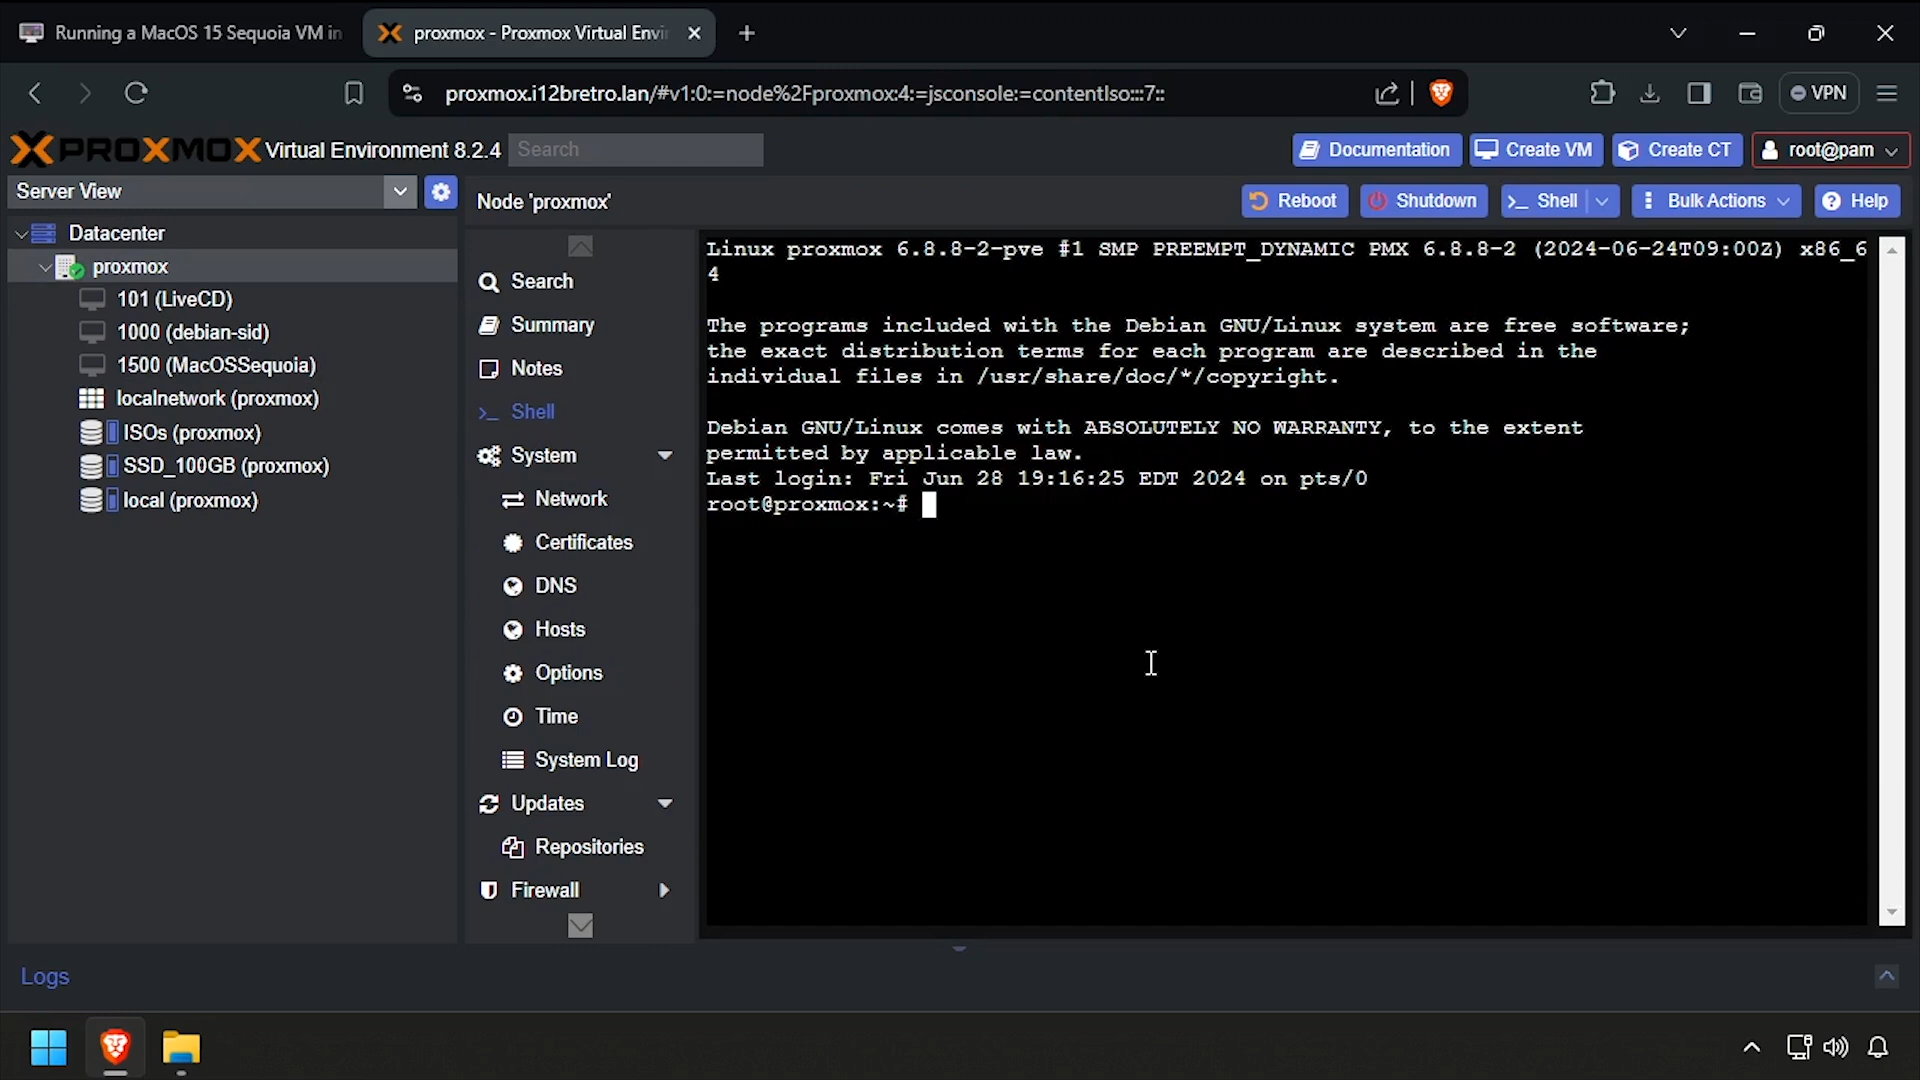 Running a MacOS 15 Sequoia VM in
proxmox - Proxmox Virtual Envi
proxmox.i12bretro.lan/#v1:0:=node%2Fproxmox:4:=jsconsole:=contentIso:::7::
VPN
PROXMOX Virtual Environment 8.2.4
Search
Documentation
Create VM
Create CT
root@pam
Server View
Node 'proxmox'
Reboot
Shutdown
>_ Shell
Bulk Actions
Help
Datacenter
proxmox
101 (LiveCD)
1000 (debian-sid)
1500 (MacOSSequoia)
localnetwork (proxmox)
ISOs (proxmox)
SSD_100GB (proxmox)
local (proxmox)
Search
Summary
Notes
>_ Shell
System
Network
Certificates
DNS
Hosts
Options
Time
System Log
Updates
Repositories
Firewall
Linux proxmox 6.8.8-2-pve #1 SMP PREEMPT_DYNAMIC PMX 6.8.8-2 (2024-06-24T09:00Z) x86_6
4
The programs included with the Debian GNU/Linux system are free software;
the exact distribution terms for each program are described in the
individual files in /usr/share/doc/*/copyright.
Debian GNU/Linux comes with ABSOLUTELY NO WARRANTY, to the extent
permitted by applicable law.
Last login: Fri Jun 28 19:16:25 EDT 2024 on pts/0
root@proxmox:~#
Logs